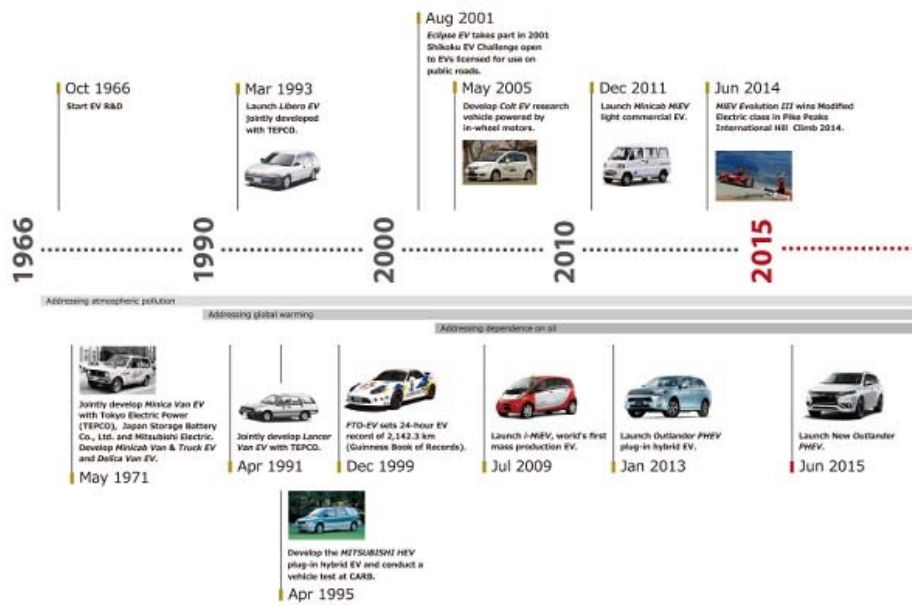 Aug 2001
Eclipse EV takes part in 2001
Shikoku EV Challenge open
to EVs licensed for use on
public roads.
Oct 1966
Start EV R&D
Mar 1993
Launch Libero EV
jointly developed
with TEPCO.
May 2005
Develop Colt EV research
vehicle powered by
in-wheel motors.
Dec 2011
Launch Minicab MiEV
light commercial EV.
Jun 2014
MiEV Evolution III wins Modified
Electric class in Pike Peaks
International Hill Climb 2014.
1966
1990
2000
2010
2015
Addressing atmospheric pollution
Addressing global warming
Addressing dependence on oil
Jointly develop Minica Van EV
with Tokyo Electric Power
(TEPCO), Japan Storage Battery
Co., Ltd. and Mitsubishi Electric.
Develop Minicab Van & Truck EV
and Delica Van EV.
May 1971
Jointly develop Lancer
Van EV with TEPCO.
Apr 1991
FTO-EV sets 24-hour EV
record of 2,142.3 km
(Guinness Book of Records).
Dec 1999
Launch i-MiEV, world's first
mass production EV.
Jul 2009
Launch Outlander PHEV
plug-in hybrid EV.
Jan 2013
Launch New Outlander
PHEV.
Jun 2015
Develop the MITSUBISHI HEV
plug-in hybrid EV and conduct a
vehicle test at CARB.
Apr 1995